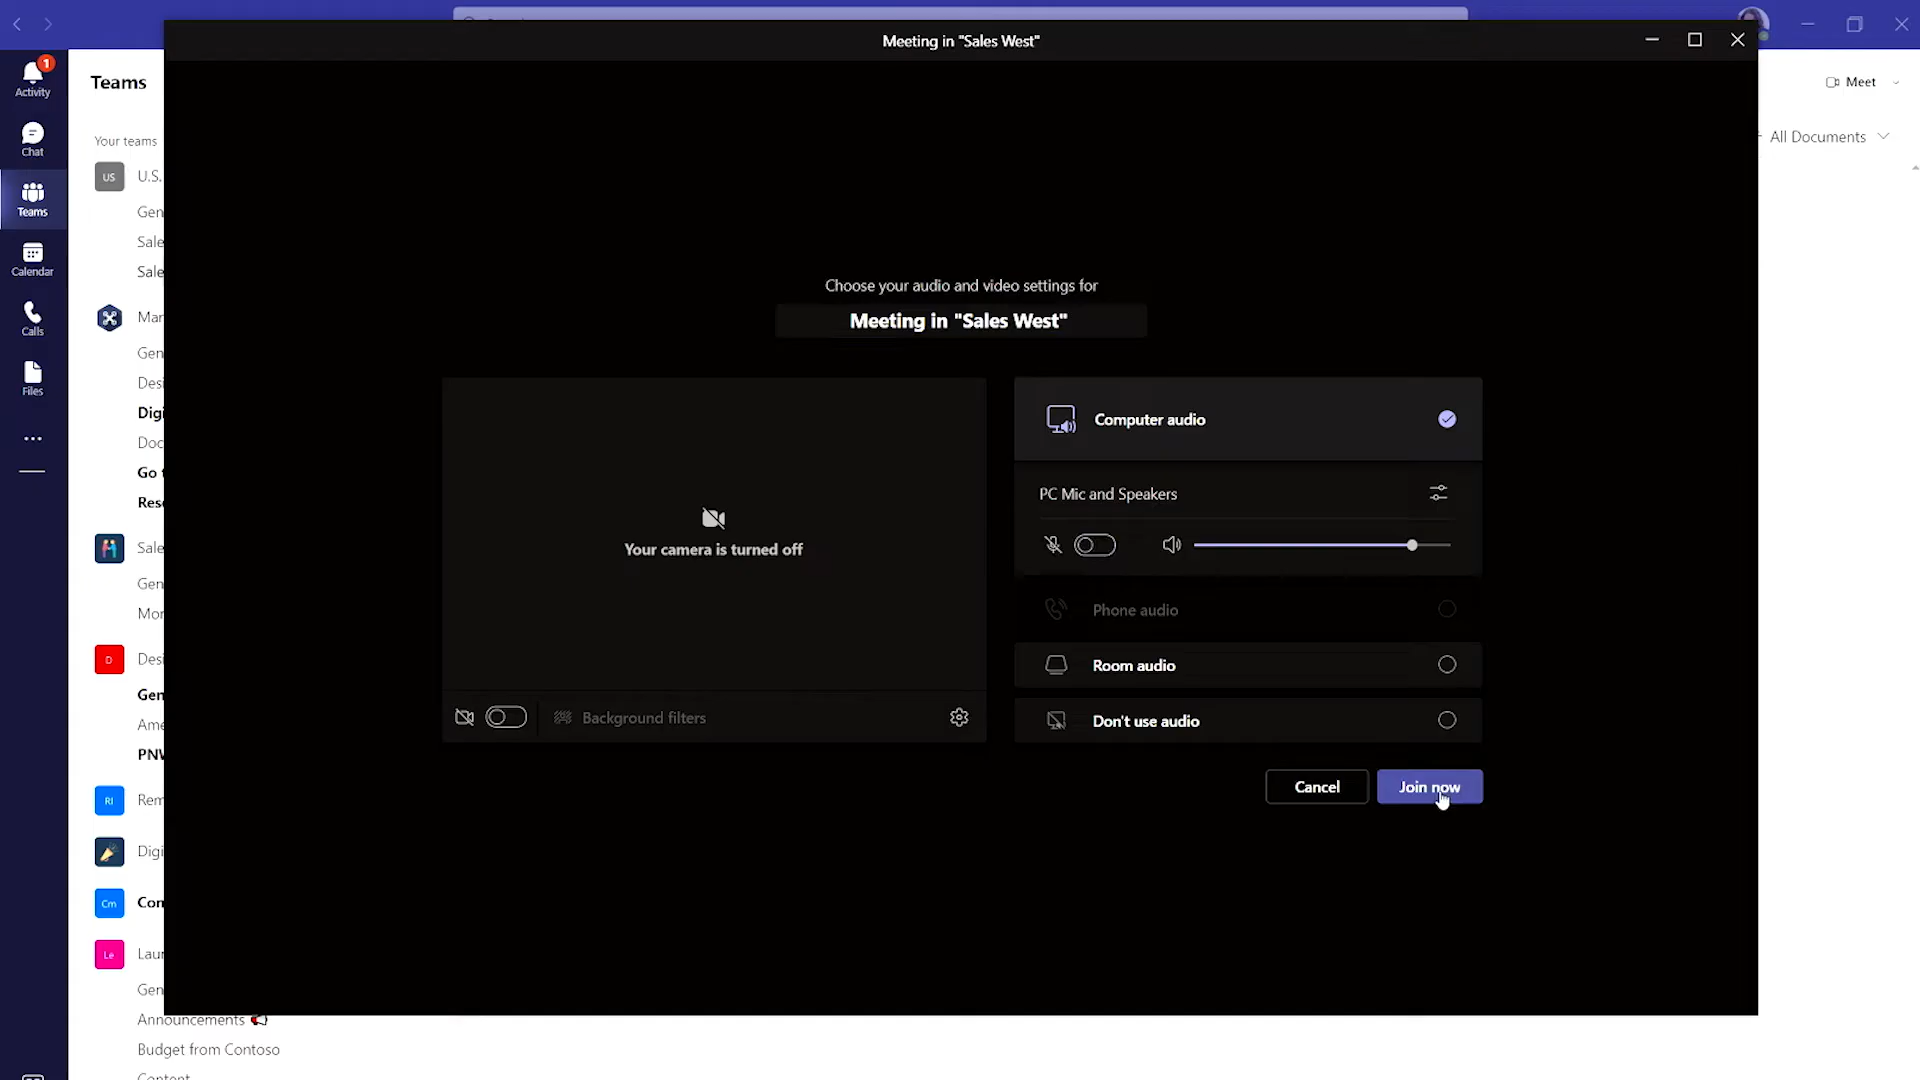 Meeting in "Sales West"
1
Activity
Chat
Teams
Calendar
Calls
Files
Teams
Meet
All Documents
Your teams
US
U.S.
Gen
Sale
Sale
Mar
Gen
Desi
Digi
Doc
Go t
Rese
Sale
Gen
Mor
D
Desi
Gen
Ame
PNW
RI
Rem
Digi
Cm
Con
Le
Laun
Gen
Announcements
Budget from Contoso
Content
Choose your audio and video settings for
Meeting in "Sales West"
Your camera is turned off
Background filters
Computer audio
PC Mic and Speakers
Phone audio
Room audio
Don't use audio
Cancel
Join now